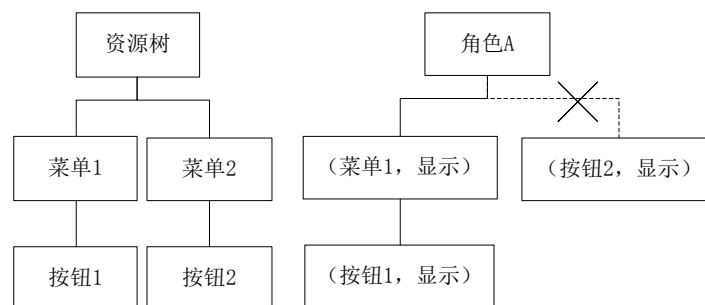 资源树
角色A
菜单1
菜单2
（菜单1，显示）
（按钮2，显示）
按钮1
按钮2
（按钮1，显示）